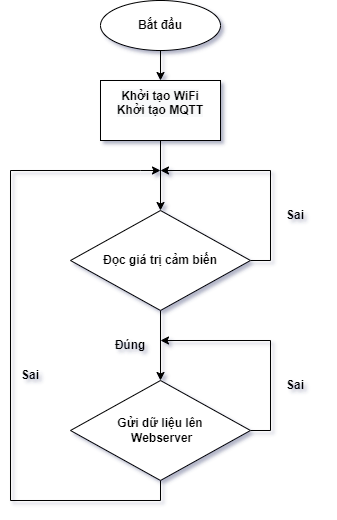 Bắt đầu
Khởi tạo WiFi
Khởi tạo MQTT
Sai
Đọc giá trị cảm biến
Đúng
Sai
Sai
Gửi dữ liệu lên
Webserver